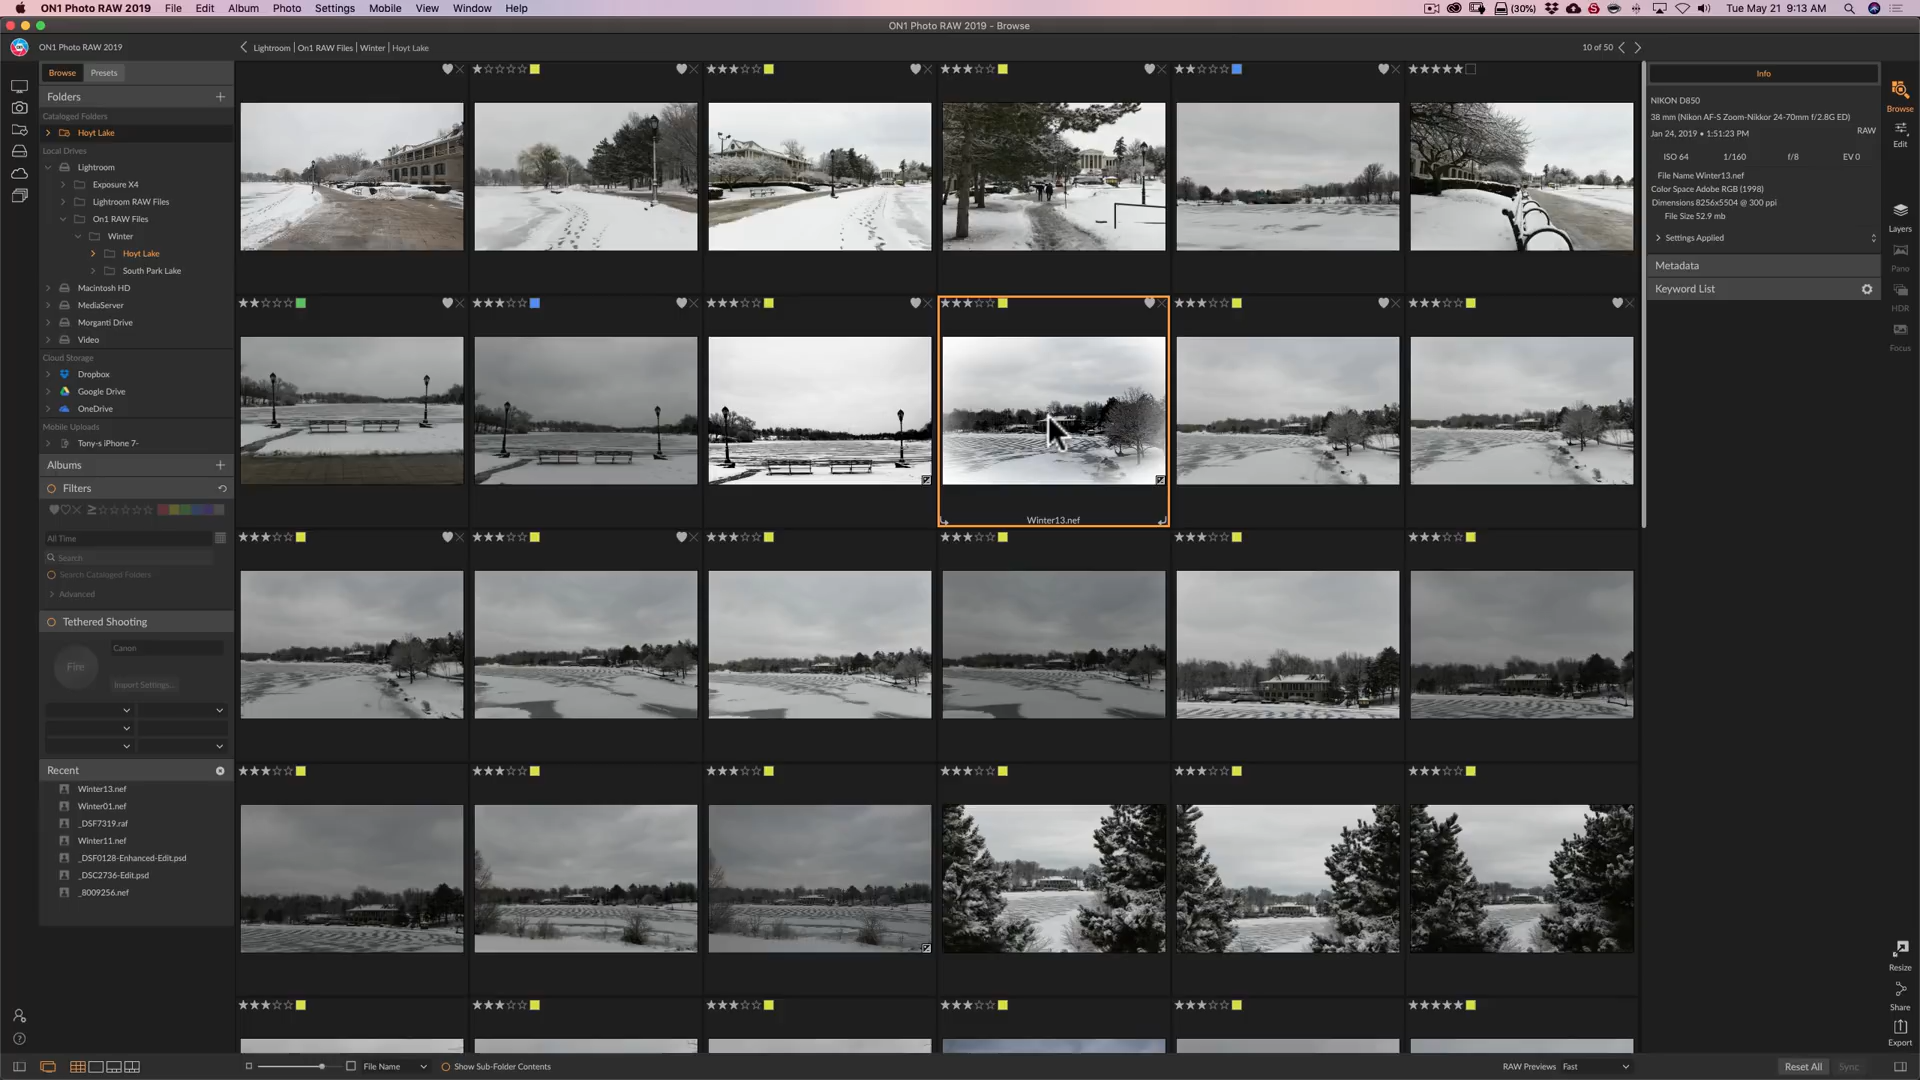 ON1 Photo RAW 2019 File Edit Album Photo Settings Mobile View Window Help (30%) Tue May 21 9:13 AM
ON1 Photo RAW 2019 - Browse
ON1 Photo RAW 2019
Lightroom | On1 RAW Files | Winter | Hoyt Lake
10 of 50
Browse Presets
Folders
Cataloged Folders
Hoyt Lake
Local Drives
Lightroom
Exposure X4
Lightroom RAW Files
On1 RAW Files
Winter
Hoyt Lake
South Park Lake
Macintosh HD
MediaServer
Morganti Drive
Video
Cloud Storage
Dropbox
Google Drive
OneDrive
Mobile Uploads
Tony-s iPhone 7-
Albums
Filters
All Time
Search
Search Cataloged Folders
Advanced
Tethered Shooting
Canon
Fire
Import Settings...
Recent
Winter13.nef
Winter01.nef
_DSF7319.raf
Winter11.nef
_DSF0128-Enhanced-Edit.psd
_DSC2736-Edit.psd
_8009256.nef
Winter13.nef
Info
NIKON D850
38 mm (Nikon AF-S Zoom-Nikkor 24-70mm f/2.8G ED)
Jan 24, 2019 • 1:51:23 PM RAW
ISO 64 1/160 f/8 EV 0
File Name Winter13.nef
Color Space Adobe RGB (1998)
Dimensions 8256x5504 @ 300 ppi
File Size 52.9 mb
Settings Applied
Metadata
Keyword List
Browse
Edit
Layers
Pano
HDR
Focus
Resize
Share
Export
File Name
Show Sub-Folder Contents
RAW Previews Fast
Reset All Sync